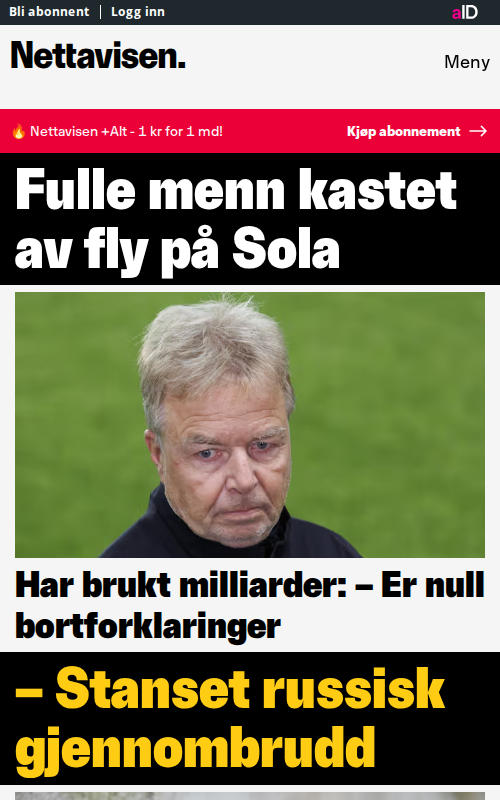 Bli abonnent | Logg inn
aID
Nettavisen.
Meny
🔥 Nettavisen +Alt - 1 kr for 1 md!
Kjøp abonnement →
Fulle menn kastet
av fly på Sola
Har brukt milliarder: – Er null
bortforklaringer
– Stanset russisk
gjennombrudd